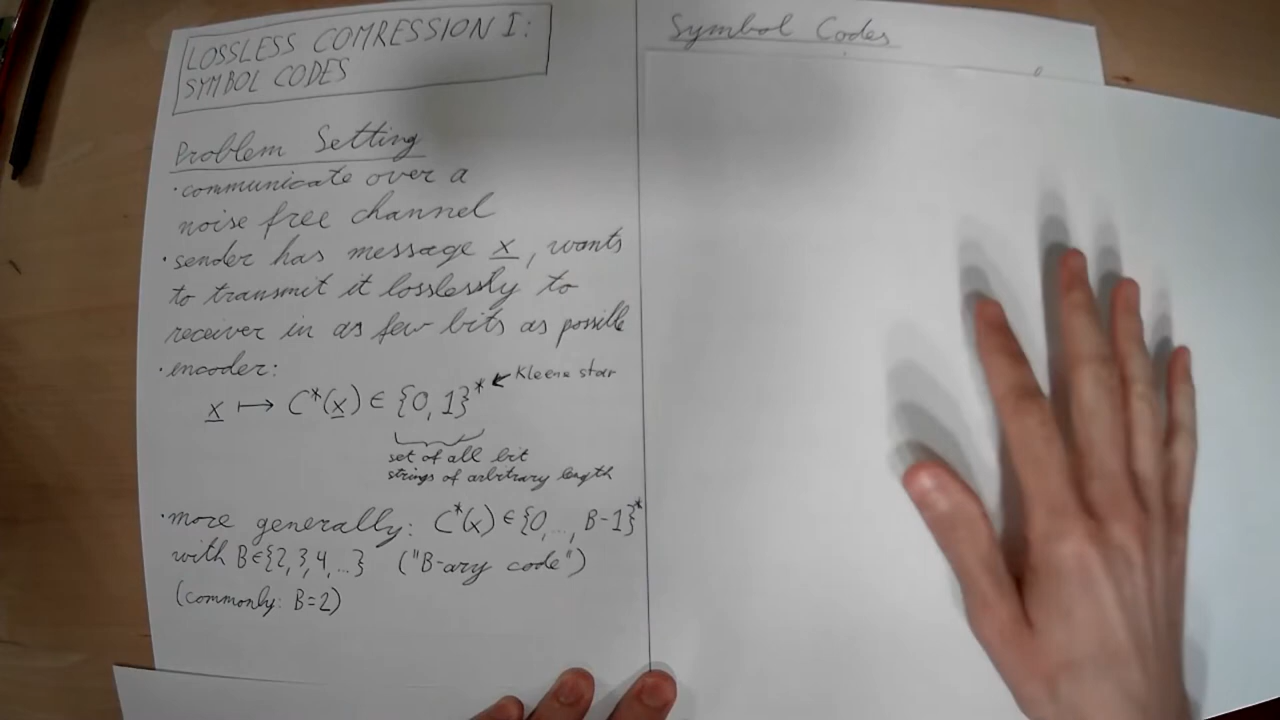 LOSSLESS COMRESSION I:
SYMBOL CODES
Problem Setting
• communicate over a
noise free channel
• sender has message x, wants
to transmit it losslessly to
receiver in as few bits as possible
• encoder:
x ↦ C*(x) ∈ {0,1}* ← Kleene star
set of all bit
strings of arbitrary length
• more generally: C*(x) ∈ {0,..., B-1}*
with B∈{2,3,4,...} ("B-ary code")
(commonly: B=2)
Symbol Codes